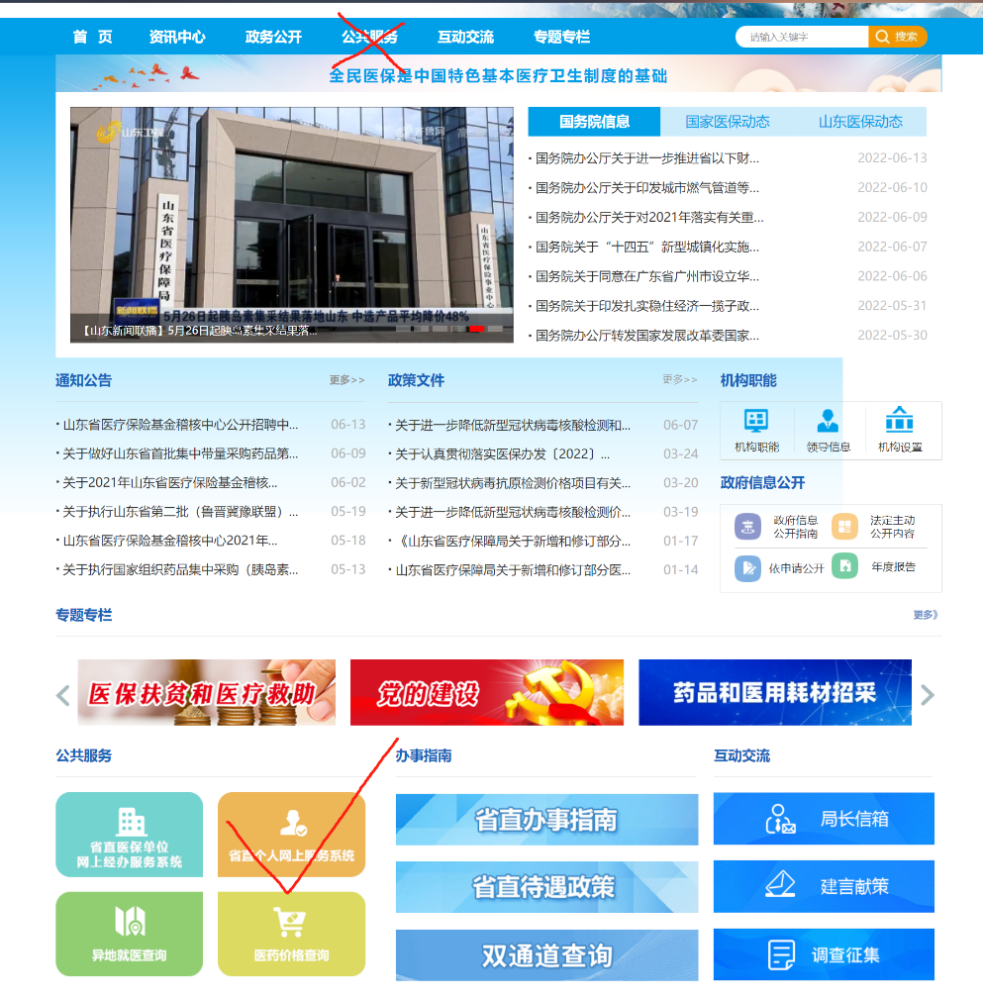 首 页 资讯中心 政务公开 公共服务 互动交流 专题专栏 请输入关键字 搜索
全民医保是中国特色基本医疗卫生制度的基础
山东卫视
山东省医疗保障局
山东省医疗保险事业中心
新闻联播 5月26日起胰岛素集采结果落地山东 中选产品平均降价48%
【山东新闻联播】5月26日起胰岛素集采结果落...
国务院信息 国家医保动态 山东医保动态
· 国务院办公厅关于进一步推进省以下财... 2022-06-13
· 国务院办公厅关于印发城市燃气管道等... 2022-06-10
· 国务院办公厅关于对2021年落实有关重... 2022-06-09
· 国务院关于“十四五”新型城镇化实施... 2022-06-07
· 国务院关于同意在广东省广州市设立华... 2022-06-06
· 国务院关于印发扎实稳住经济一揽子政... 2022-05-31
· 国务院办公厅转发国家发展改革委国家... 2022-05-30
通知公告 更多>>
· 山东省医疗保险基金稽核中心公开招聘中... 06-13
· 关于做好山东省首批集中带量采购药品第... 06-09
· 关于2021年山东省医疗保险基金稽核... 06-02
· 关于执行山东省第二批（鲁晋冀豫联盟）... 05-19
· 山东省医疗保险基金稽核中心2021年... 05-18
· 关于执行国家组织药品集中采购（胰岛素... 05-13
政策文件 更多>>
· 关于进一步降低新型冠状病毒核酸检测和... 06-07
· 关于认真贯彻落实医保办发〔2022〕... 03-24
· 关于新型冠状病毒抗原检测价格项目有关... 03-20
· 关于进一步降低新型冠状病毒核酸检测价... 03-19
· 《山东省医疗保障局关于新增和修订部分... 01-17
· 山东省医疗保障局关于新增和修订部分医... 01-14
机构职能
机构职能 领导信息 机构设置
政府信息公开
政府信息
公开指南
法定主动
公开内容
依申请公开 年度报告
专题专栏 更多》
医保扶贫和医疗救助 党的建设 药品和医用耗材招采
公共服务
省直医保单位
网上经办服务系统
省直个人网上服务系统
异地就医查询 医药价格查询
办事指南
省直办事指南
省直待遇政策
双通道查询
互动交流
局长信箱
建言献策
调查征集